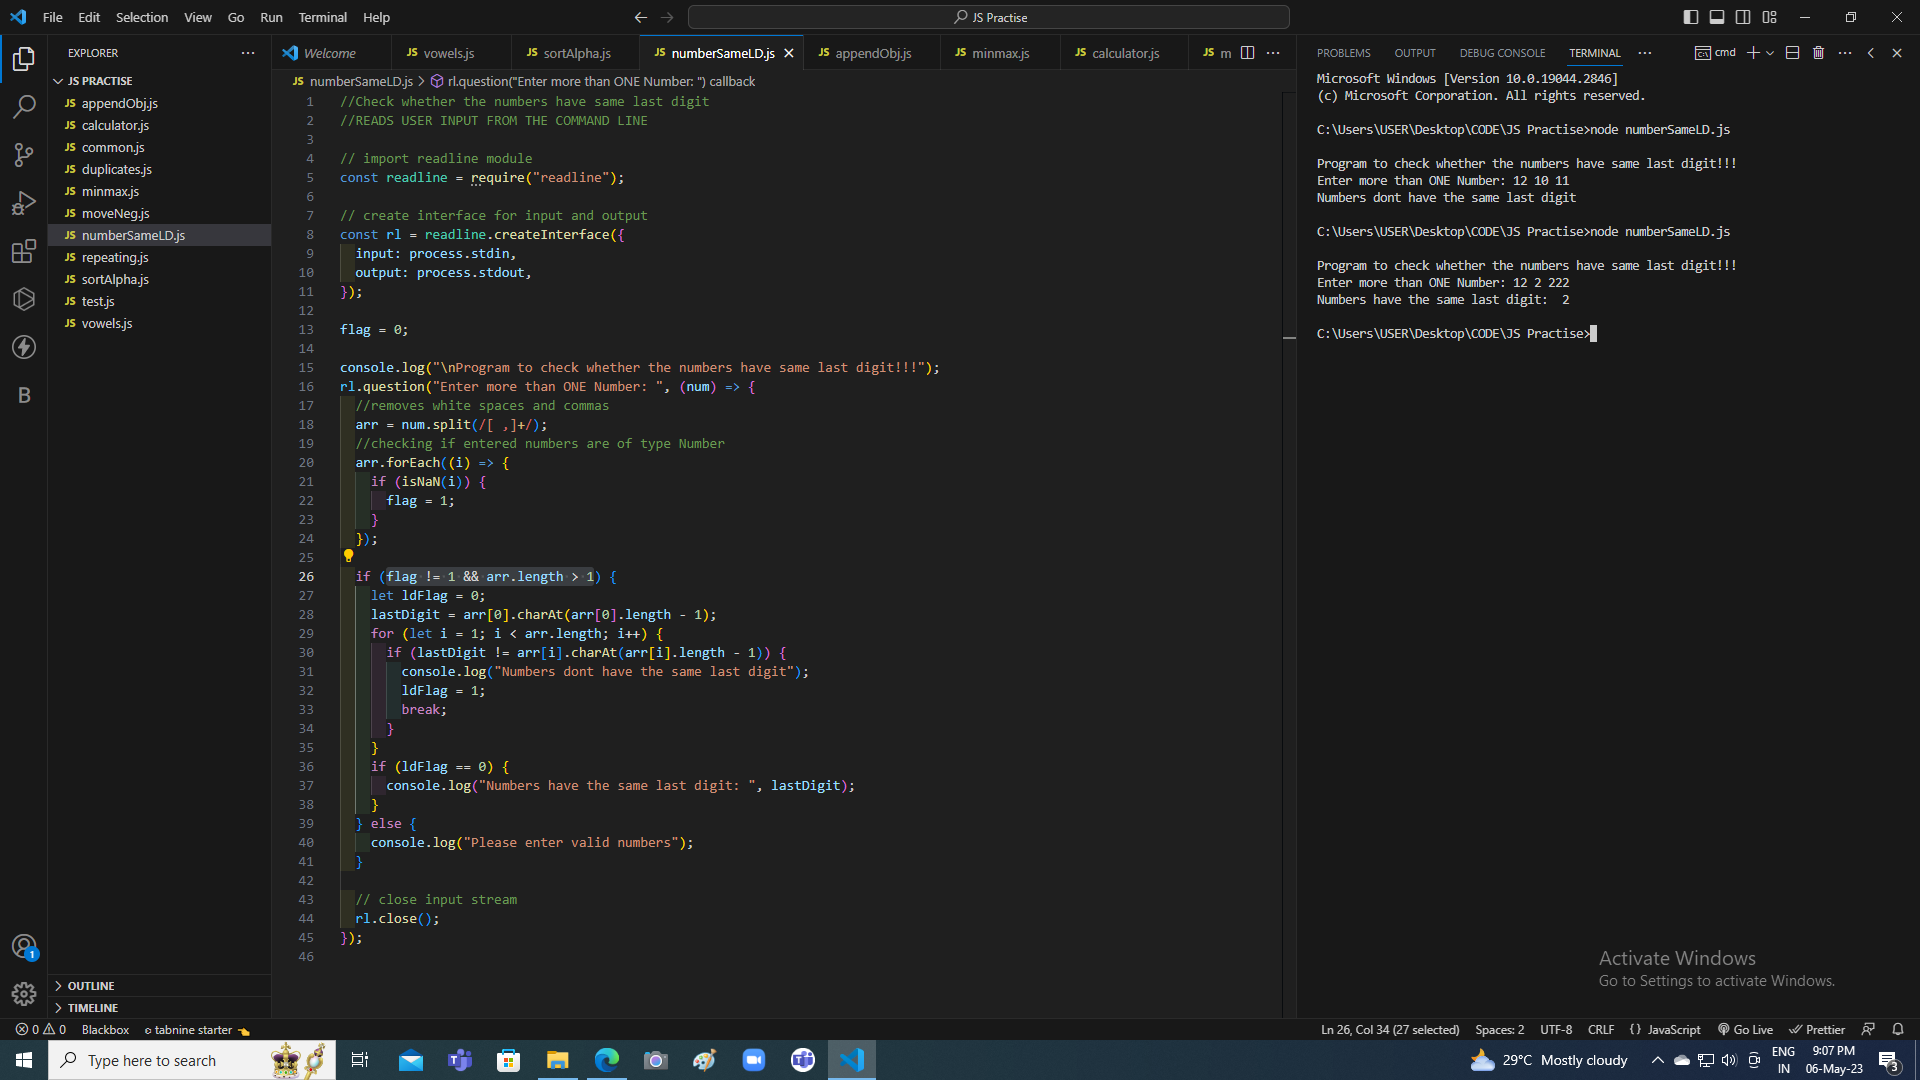 File Edit Selection View Go Run Terminal Help
JS Practise
EXPLORER
JS PRACTISE
JS appendObj.js
JS calculator.js
JS common.js
JS duplicates.js
JS minmax.js
JS moveNeg.js
JS numberSameLD.js
JS repeating.js
JS sortAlpha.js
JS test.js
JS vowels.js
OUTLINE
TIMELINE
Welcome JS vowels.js JS sortAlpha.js JS numberSameLD.js JS appendObj.js JS minmax.js JS calculator.js JS m
JS numberSameLD.js > rl.question("Enter more than ONE Number: ") callback
1 //Check whether the numbers have same last digit
2 //READS USER INPUT FROM THE COMMAND LINE
3
4 // import readline module
5 const readline = require("readline");
6
7 // create interface for input and output
8 const rl = readline.createInterface({
9 input: process.stdin,
10 output: process.stdout,
11 });
12
13 flag = 0;
14
15 console.log("\nProgram to check whether the numbers have same last digit!!!");
16 rl.question("Enter more than ONE Number: ", (num) => {
17 //removes white spaces and commas
18 arr = num.split(/[ ,]+/);
19 //checking if entered numbers are of type Number
20 arr.forEach((i) => {
21 if (isNaN(i)) {
22 flag = 1;
23 }
24 });
25
26 if (flag != 1 && arr.length > 1) {
27 let ldFlag = 0;
28 lastDigit = arr[0].charAt(arr[0].length - 1);
29 for (let i = 1; i < arr.length; i++) {
30 if (lastDigit != arr[i].charAt(arr[i].length - 1)) {
31 console.log("Numbers dont have the same last digit");
32 ldFlag = 1;
33 break;
34 }
35 }
36 if (ldFlag == 0) {
37 console.log("Numbers have the same last digit: ", lastDigit);
38 }
39 } else {
40 console.log("Please enter valid numbers");
41 }
42
43 // close input stream
44 rl.close();
45 });
46
PROBLEMS OUTPUT DEBUG CONSOLE TERMINAL cmd
Microsoft Windows [Version 10.0.19044.2846]
(c) Microsoft Corporation. All rights reserved.
C:\Users\USER\Desktop\CODE\JS Practise>node numberSameLD.js
Program to check whether the numbers have same last digit!!!
Enter more than ONE Number: 12 10 11
Numbers dont have the same last digit
C:\Users\USER\Desktop\CODE\JS Practise>node numberSameLD.js
Program to check whether the numbers have same last digit!!!
Enter more than ONE Number: 12 2 222
Numbers have the same last digit:  2
C:\Users\USER\Desktop\CODE\JS Practise>
Activate Windows
Go to Settings to activate Windows.
B
1
0 0 Blackbox tabnine starter
Ln 26, Col 34 (27 selected) Spaces: 2 UTF-8 CRLF {} JavaScript Go Live Prettier
Type here to search
29°C Mostly cloudy
ENG
IN
9:07 PM
06-May-23
3